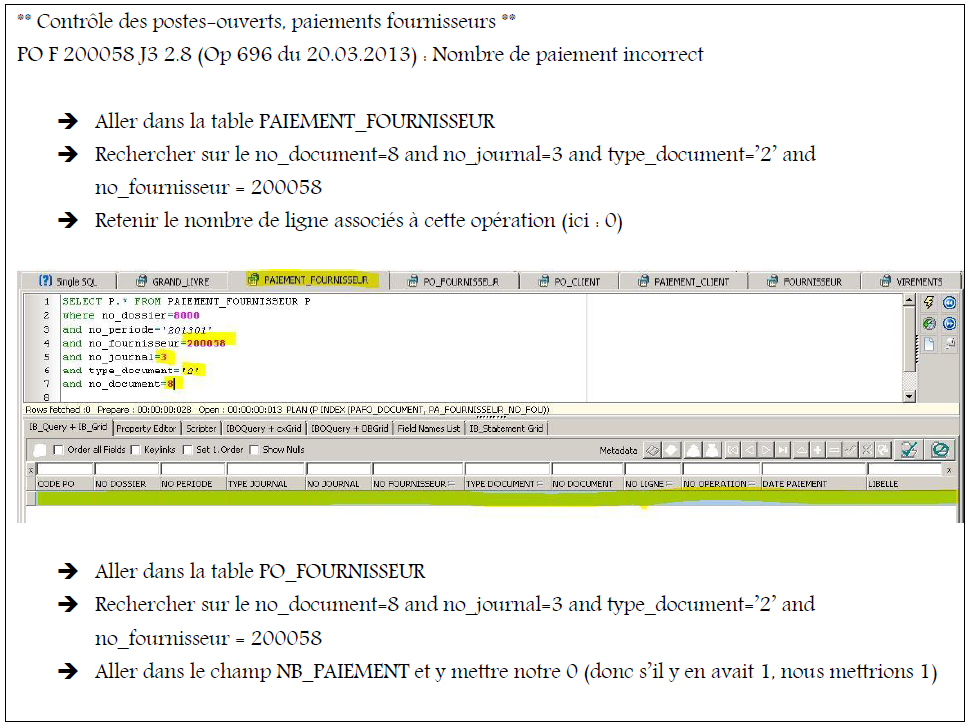 ** Contrôle des postes-ouverts, paiements fournisseurs **
PO F 200058 J3 2.8 (Op 696 du 20.03.2013) : Nombre de paiement incorrect
➔ Aller dans la table PAIEMENT_FOURNISSEUR
➔ Rechercher sur le no_document=8 and no_journal=3 and type_document='2' and
no_fournisseur = 200058
➔ Retenir le nombre de ligne associés à cette opération (ici : 0)
(?) Single SQL GRAND_LIVRE PAIEMENT_FOURNISSEUR PO_FOURNISSEUR PO_CLIENT PAIEMENT_CLIENT FOURNISSEUR VIREMENTS
1 SELECT P.* FROM PAIEMENT_FOURNISSEUR P
2 where no_dossier=8000
3 and no_periode='201301'
4 and no_fournisseur=200058
5 and no_journal=3
6 and type_document='2'
7 and no_document=8
8
Rows fetched :0 Prepare : 00:00:00:028 Open : 00:00:00:013 PLAN (P INDEX (PAFO_DOCUMENT, PA_FOURNISSEUR_NO_FOU))
IB_Query + IB_Grid Property Editor Scripter IBOQuery + cxGrid IBOQuery + DBGrid Field Names List IB_Statement Grid
Order all Fields Keylinks Set 1.Order Show Nulls Metadata
x x
CODE PO NO DOSSIER NO PERIODE TYPE JOURNAL NO JOURNAL NO FOURNISSEUR TYPE DOCUMENT NO DOCUMENT NO LIGNE NO OPERATION DATE PAIEMENT LIBELLE
➔ Aller dans la table PO_FOURNISSEUR
➔ Rechercher sur le no_document=8 and no_journal=3 and type_document='2' and
no_fournisseur = 200058
➔ Aller dans le champ NB_PAIEMENT et y mettre notre 0 (donc s'il y en avait 1, nous mettrions 1)